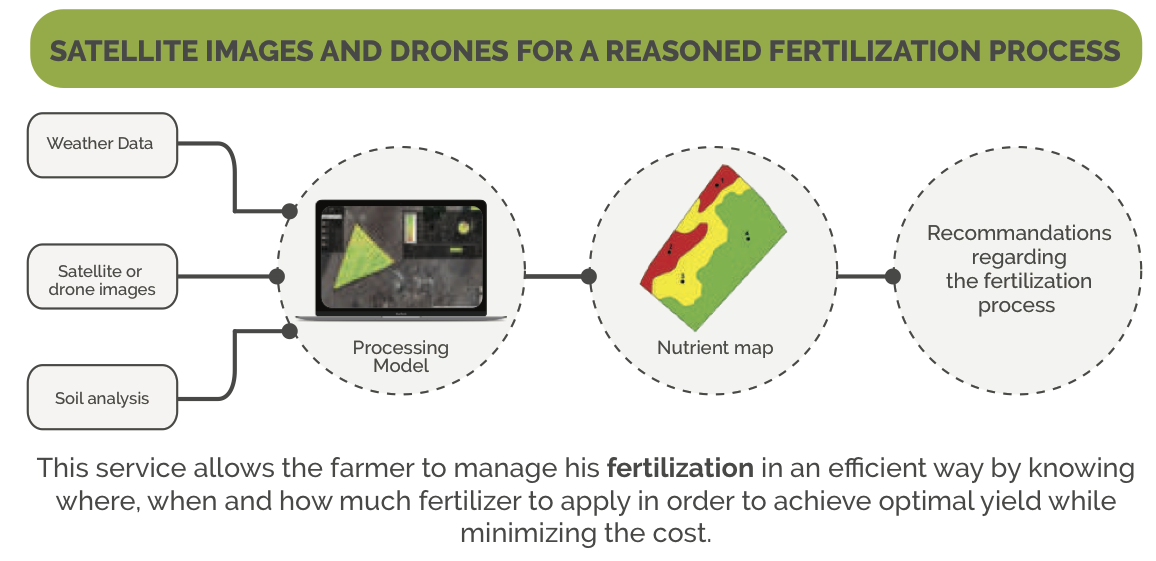 SATELLITE IMAGES AND DRONES FOR A REASONED FERTILIZATION PROCESS
Weather Data
Satellite or
drone images
Soil analysis
Processing
Model
Nutrient map
Recommandations
regarding
the fertilization
process
This service allows the farmer to manage his fertilization in an efficient way by knowing
where, when and how much fertilizer to apply in order to achieve optimal yield while
minimizing the cost.